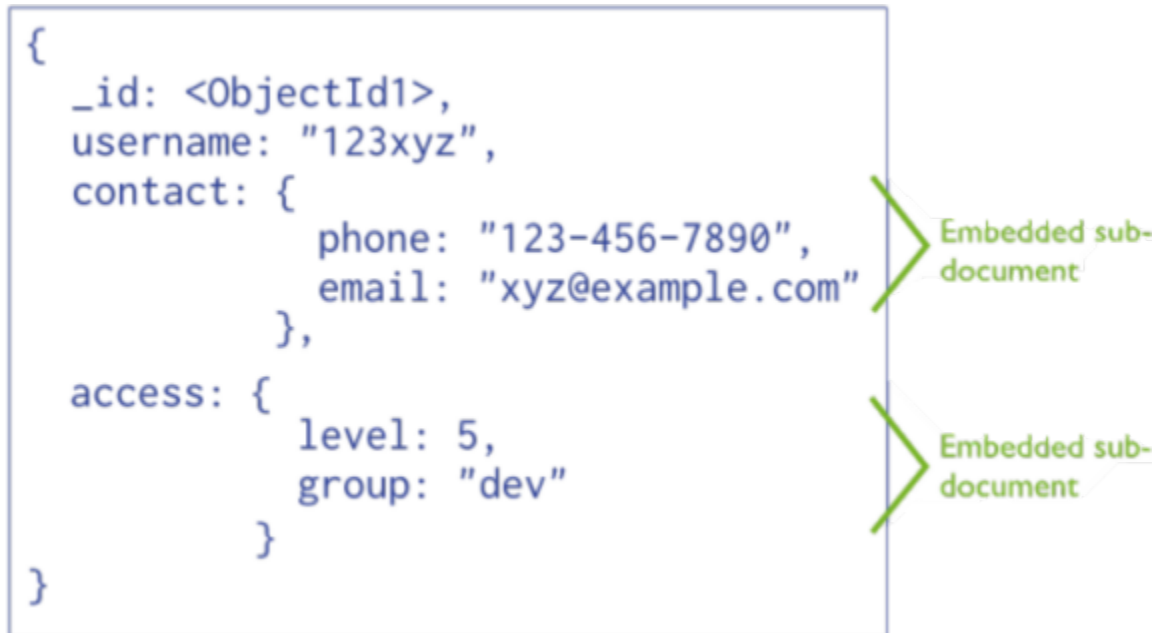 {
_id: <ObjectId1>,
username: "123xyz",
contact: {
phone: "123-456-7890",
email: "xyz@example.com"
},
access: {
level: 5,
group: "dev"
}
}
Embedded sub-
document
Embedded sub-
document